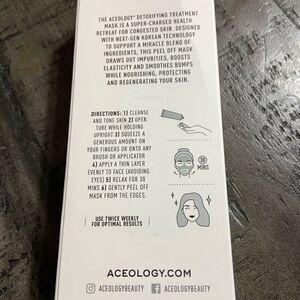 THE ACEOLOGY® DETOXIFYING TREATMENT
MASK IS A SUPER-CHARGED HEALTH
RETREAT FOR CONGESTED SKIN. DESIGNED
WITH NEXT-GEN KOREAN TECHNOLOGY
TO SUPPORT A MIRACLE BLEND OF
INGREDIENTS, THIS PEEL OFF MASK
DRAWS OUT IMPURITIES, BOOSTS
ELASTICITY AND SMOOTHES BUMPS
WHILE NOURISHING, PROTECTING AND
REGENERATING YOUR SKIN.
DIRECTIONS: 1) CLEANSE
AND TONE SKIN 2) OPEN
TUBE WHILE HOLDING
UPRIGHT 3) SQUEEZE A
GENEROUS AMOUNT ON
YOUR FINGERS OR ONTO ANY
BRUSH OR APPLICATOR
4) APPLY A THIN LAYER
EVENLY TO FACE (AVOIDING
EYES) 5) RELAX FOR 30
MINS 6) GENTLY PEEL OFF
MASK FROM THE EDGES.
30
MINS
USE TWICE WEEKLY
FOR OPTIMAL RESULTS
ACEOLOGY.COM
ACEOLOGYBEAUTY
ACEOLOGYBEAUTY